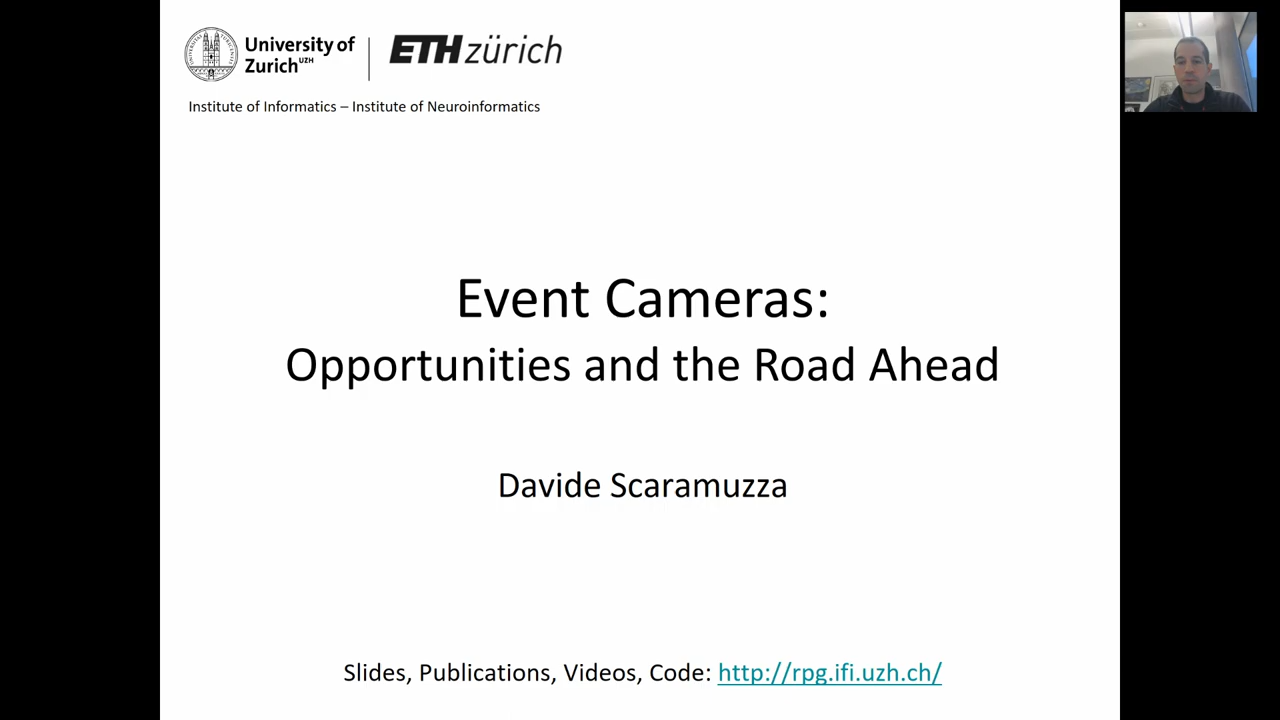 University of
Zurich UZH
ETH zürich
Institute of Informatics – Institute of Neuroinformatics
Event Cameras:
Opportunities and the Road Ahead
Davide Scaramuzza
Slides, Publications, Videos, Code: http://rpg.ifi.uzh.ch/